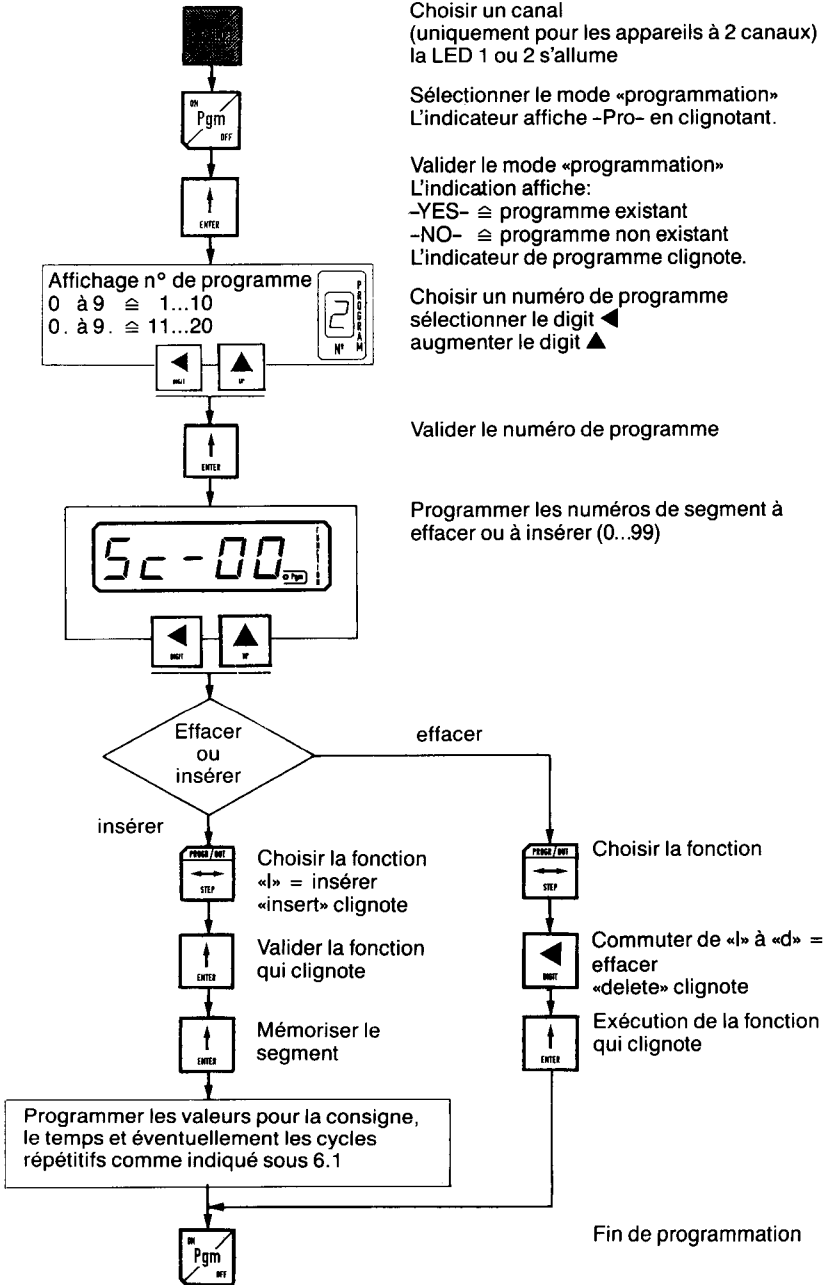 Choisir un canal
(uniquement pour les appareils à 2 canaux)
la LED 1 ou 2 s'allume
ON
Pgm
OFF
Sélectionner le mode «programmation»
L'indicateur affiche -Pro- en clignotant.
ENTER
Valider le mode «programmation»
L'indication affiche:
-YES- ≙ programme existant
-NO- ≙ programme non existant
L'indicateur de programme clignote.
Affichage nº de programme
0 à 9 ≙ 1...10
0. à 9. ≙ 11...20
2
Nº
PROGRAM
DIGIT
UP
Choisir un numéro de programme
sélectionner le digit ◀
augmenter le digit ▲
ENTER
Valider le numéro de programme
Sc-00
Pgm
FUNCTION
DIGIT
UP
Programmer les numéros de segment à
effacer ou à insérer (0...99)
Effacer
ou
insérer
effacer
insérer
PROGR/OUT
STEP
Choisir la fonction
«I» = insérer
«insert» clignote
ENTER
Valider la fonction
qui clignote
ENTER
Mémoriser le
segment
PROGR/OUT
STEP
Choisir la fonction
DIGIT
Commuter de «I» à «d» =
effacer
«delete» clignote
ENTER
Exécution de la fonction
qui clignote
Programmer les valeurs pour la consigne,
le temps et éventuellement les cycles
répétitifs comme indiqué sous 6.1
ON
Pgm
OFF
Fin de programmation